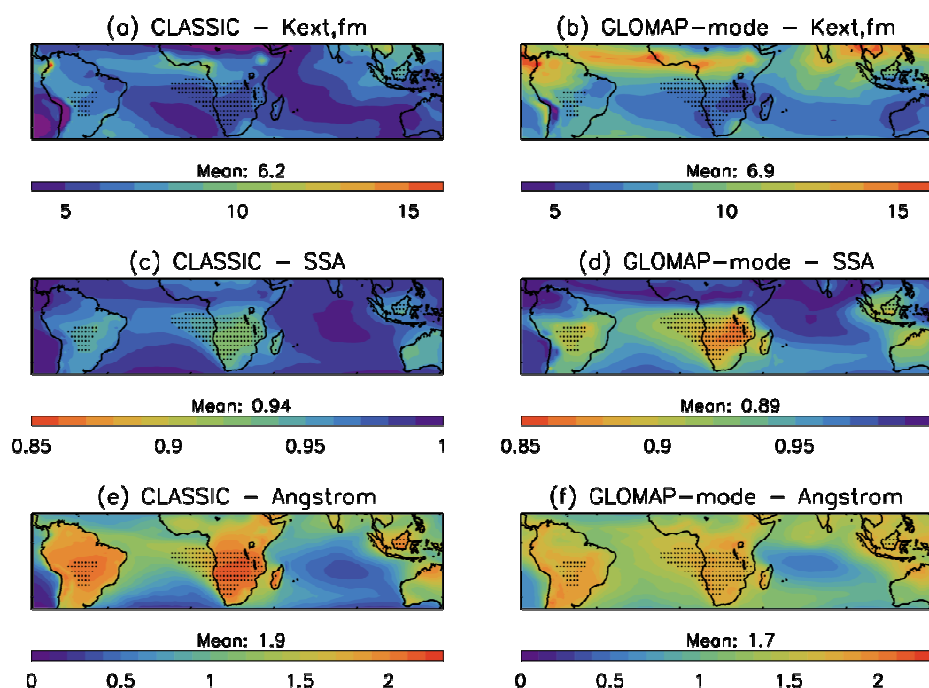 (a) CLASSIC – Kext,fm
(b) GLOMAP-mode – Kext,fm
Mean: 6.2
Mean: 6.9
5 10 15
5 10 15
(c) CLASSIC – SSA
(d) GLOMAP-mode – SSA
Mean: 0.94
Mean: 0.89
0.85 0.9 0.95 1
0.85 0.9 0.95
(e) CLASSIC – Angstrom
(f) GLOMAP-mode – Angstrom
Mean: 1.9
Mean: 1.7
0 0.5 1 1.5 2
0 0.5 1 1.5 2